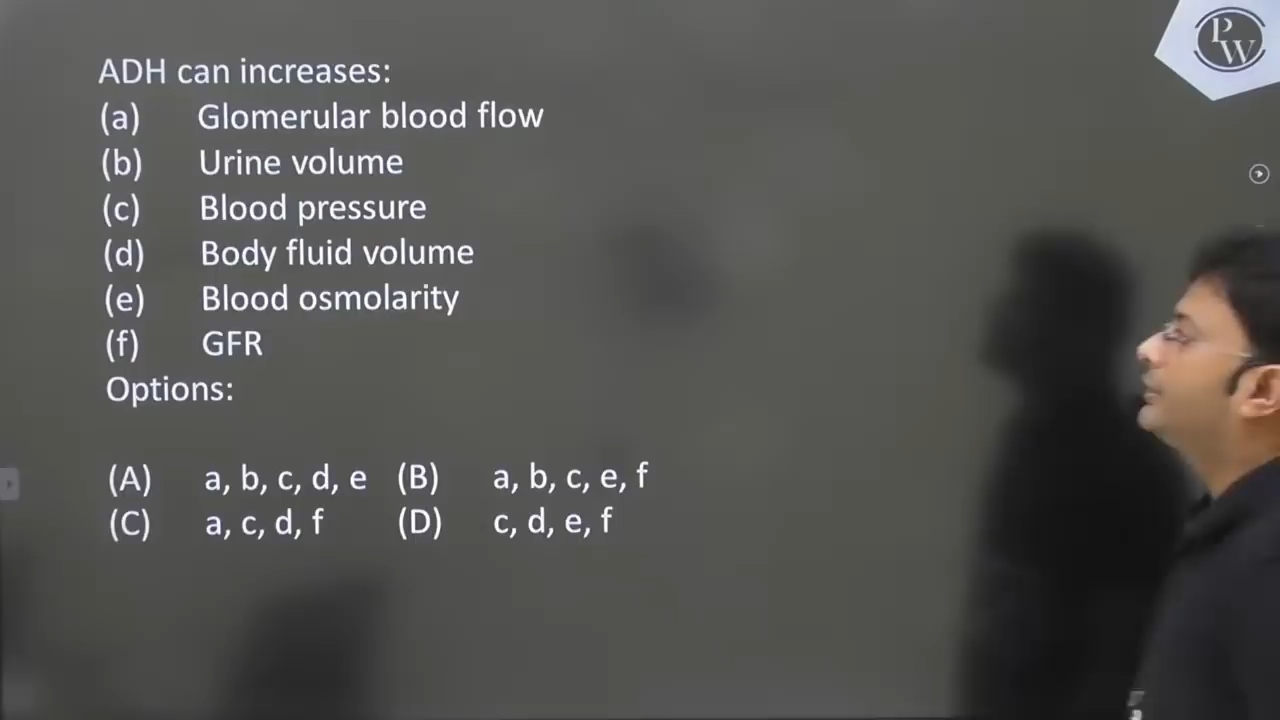 PW
ADH can increases:
(a) Glomerular blood flow
(b) Urine volume
(c) Blood pressure
(d) Body fluid volume
(e) Blood osmolarity
(f) GFR
Options:
(A) a, b, c, d, e (B) a, b, c, e, f
(C) a, c, d, f (D) c, d, e, f